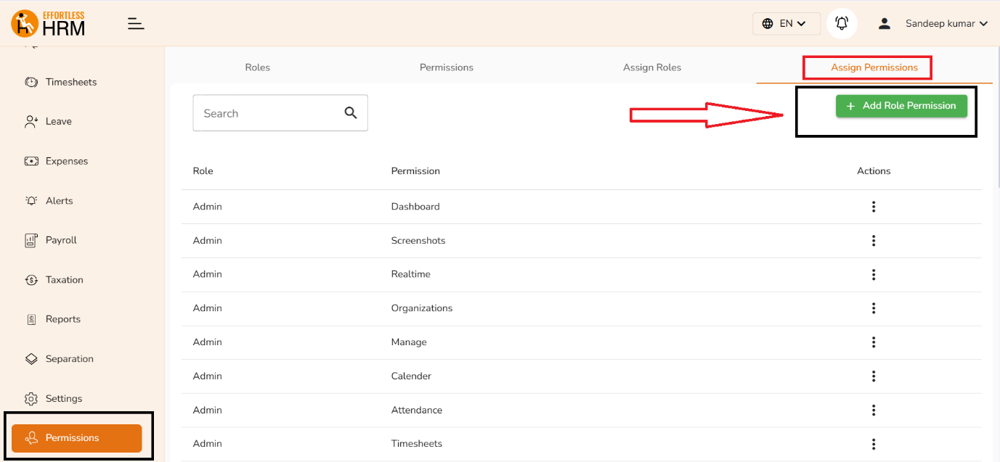 EFFORTLESS
HRM
EN
Sandeep kumar
Timesheets
Leave
Expenses
Alerts
Payroll
Taxation
Reports
Separation
Settings
Permissions
Roles
Permissions
Assign Roles
Assign Permissions
Search
+ Add Role Permission
Role Permission Actions
Admin Dashboard
Admin Screenshots
Admin Realtime
Admin Organizations
Admin Manage
Admin Calender
Admin Attendance
Admin Timesheets